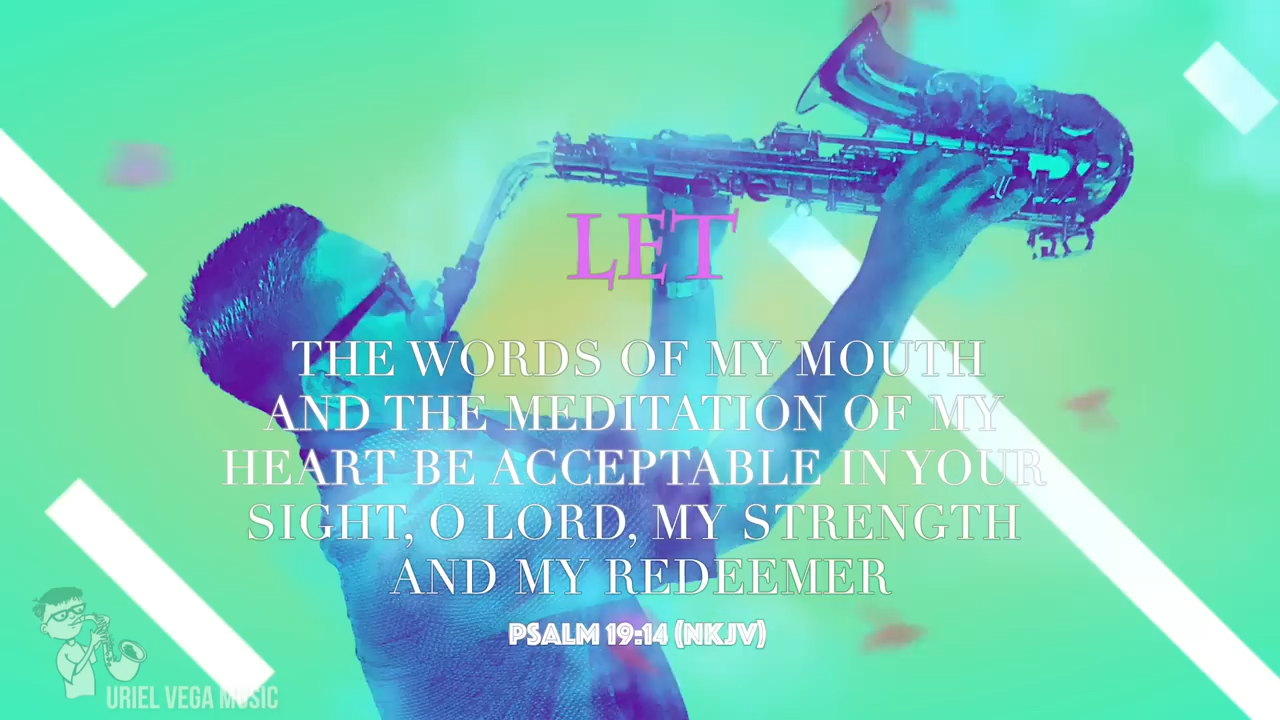 LET
THE WORDS OF MY MOUTH
AND THE MEDITATION OF MY
HEART BE ACCEPTABLE IN YOUR
SIGHT, O LORD, MY STRENGTH
AND MY REDEEMER
PSALM 19:14 (NKJV)
URIEL VEGA MUSIC